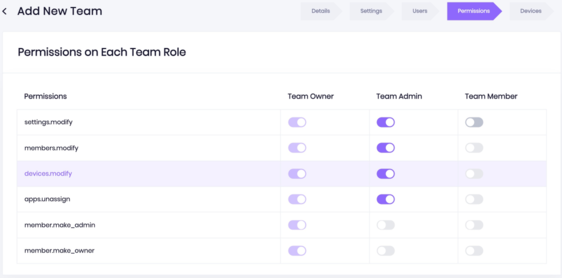 Add New Team
Details Settings Users Permissions Devices
Permissions on Each Team Role
Permissions Team Owner Team Admin Team Member
settings.modify
members.modify
devices.modify
apps.unassign
member.make_admin
member.make_owner